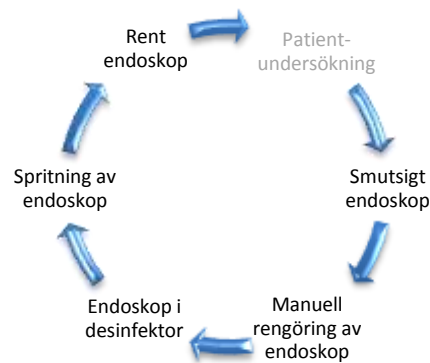 Rent
endoskop
Patient-
undersökning
Smutsigt
endoskop
Manuell
rengöring av
endoskop
Endoskop i
desinfektor
Spritning av
endoskop